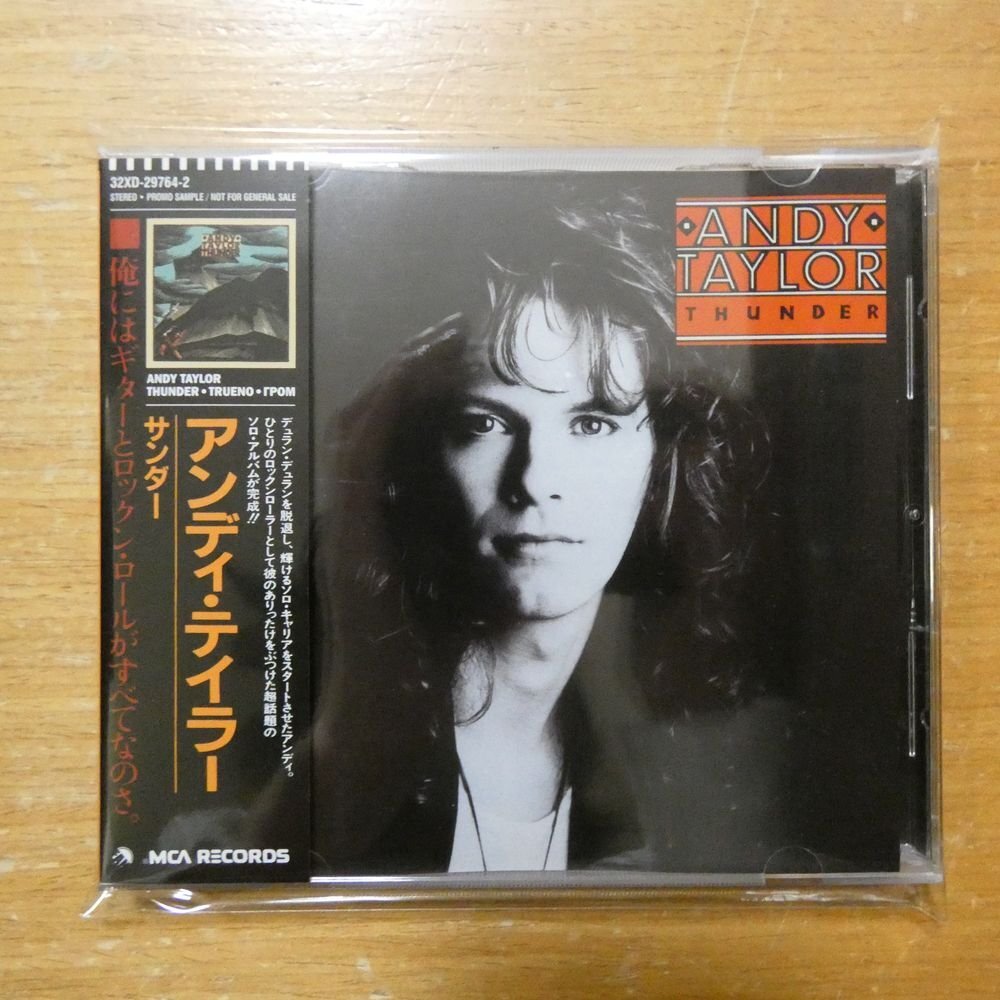 32XD-29764-2
STEREO • PROMO SAMPLE / NOT FOR GENERAL SALE
ANDY
TAYLOR
THUNDER
ANDY TAYLOR
THUNDER • TRUENO • ГРОМ
■俺にはギターとロックン・ロールがすべてなのさ。
デュラン・デュランを脱退し、輝けるソロ・キャリアをスタートさせたアンディ。
ひとりのロックンローラーとして彼のありったけをぶつけた超話題の
ソロ・アルバムが完成!!
アンディ・テイラー
サンダー
MCA RECORDS
ANDY
TAYLOR
THUNDER